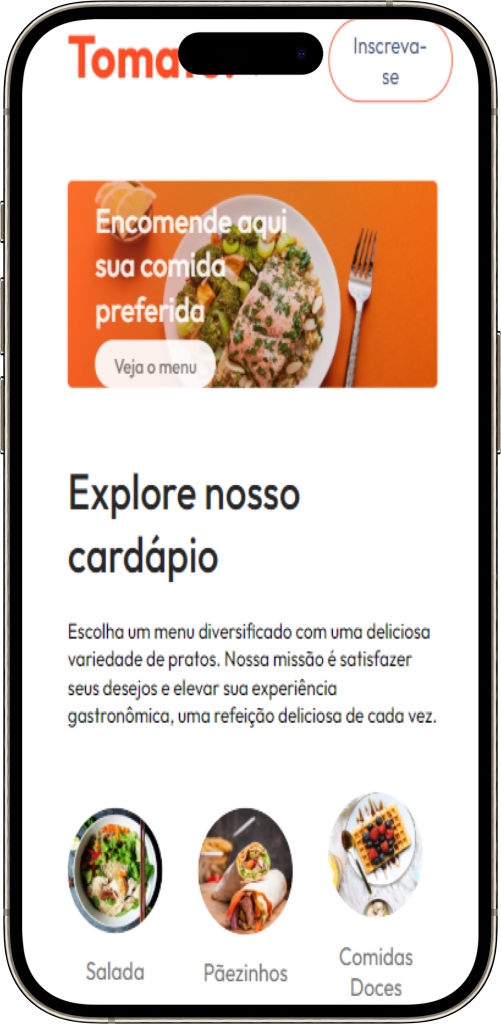 Inscreva-
se
Encomende aqui
sua comida
preferida
Veja o menu
Explore nosso
cardápio
Escolha um menu diversificado com uma deliciosa
variedade de pratos. Nossa missão é satisfazer
seus desejos e elevar sua experiência
gastronômica, uma refeição deliciosa de cada vez.
Salada
Pãezinhos
Comidas
Doces